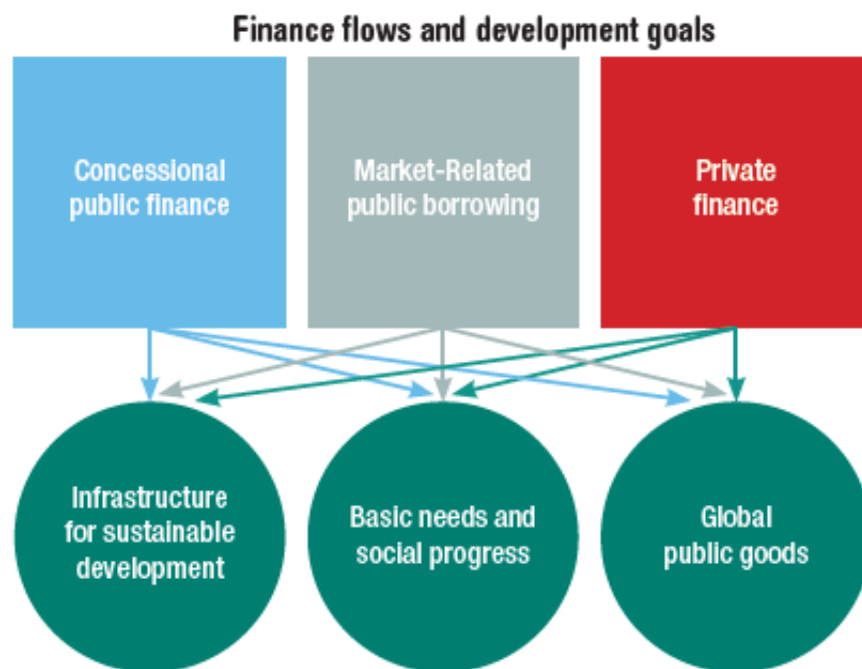 Finance flows and development goals
Concessional
public finance
Market-Related
public borrowing
Private
finance
Infrastructure
for sustainable
development
Basic needs and
social progress
Global
public goods